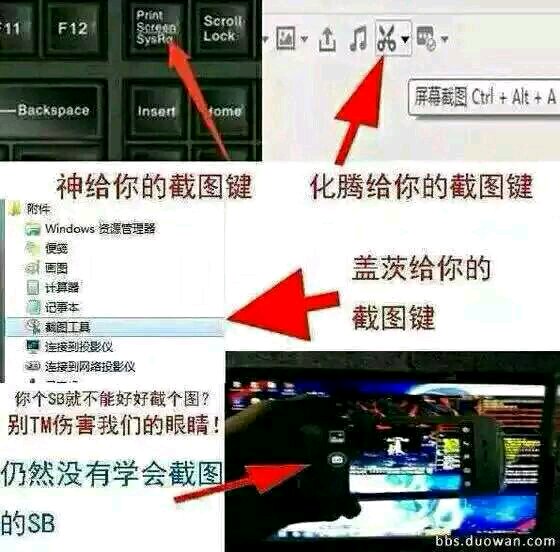 F11
F12
Print
Screen
SysRq
Scroll
Lock
Backspace
Insert
Home
屏幕截图 Ctrl + Alt + A
神给你的截图键
化腾给你的截图键
附件
Windows 资源管理器
便笺
画图
计算器
记事本
截图工具
连接到投影仪
连接到网络投影仪
盖茨给你的
截图键
你个SB就不能好好截个图?
别TM伤害我们的眼睛!
仍然没有学会截图
的SB
bbs.duowan.com